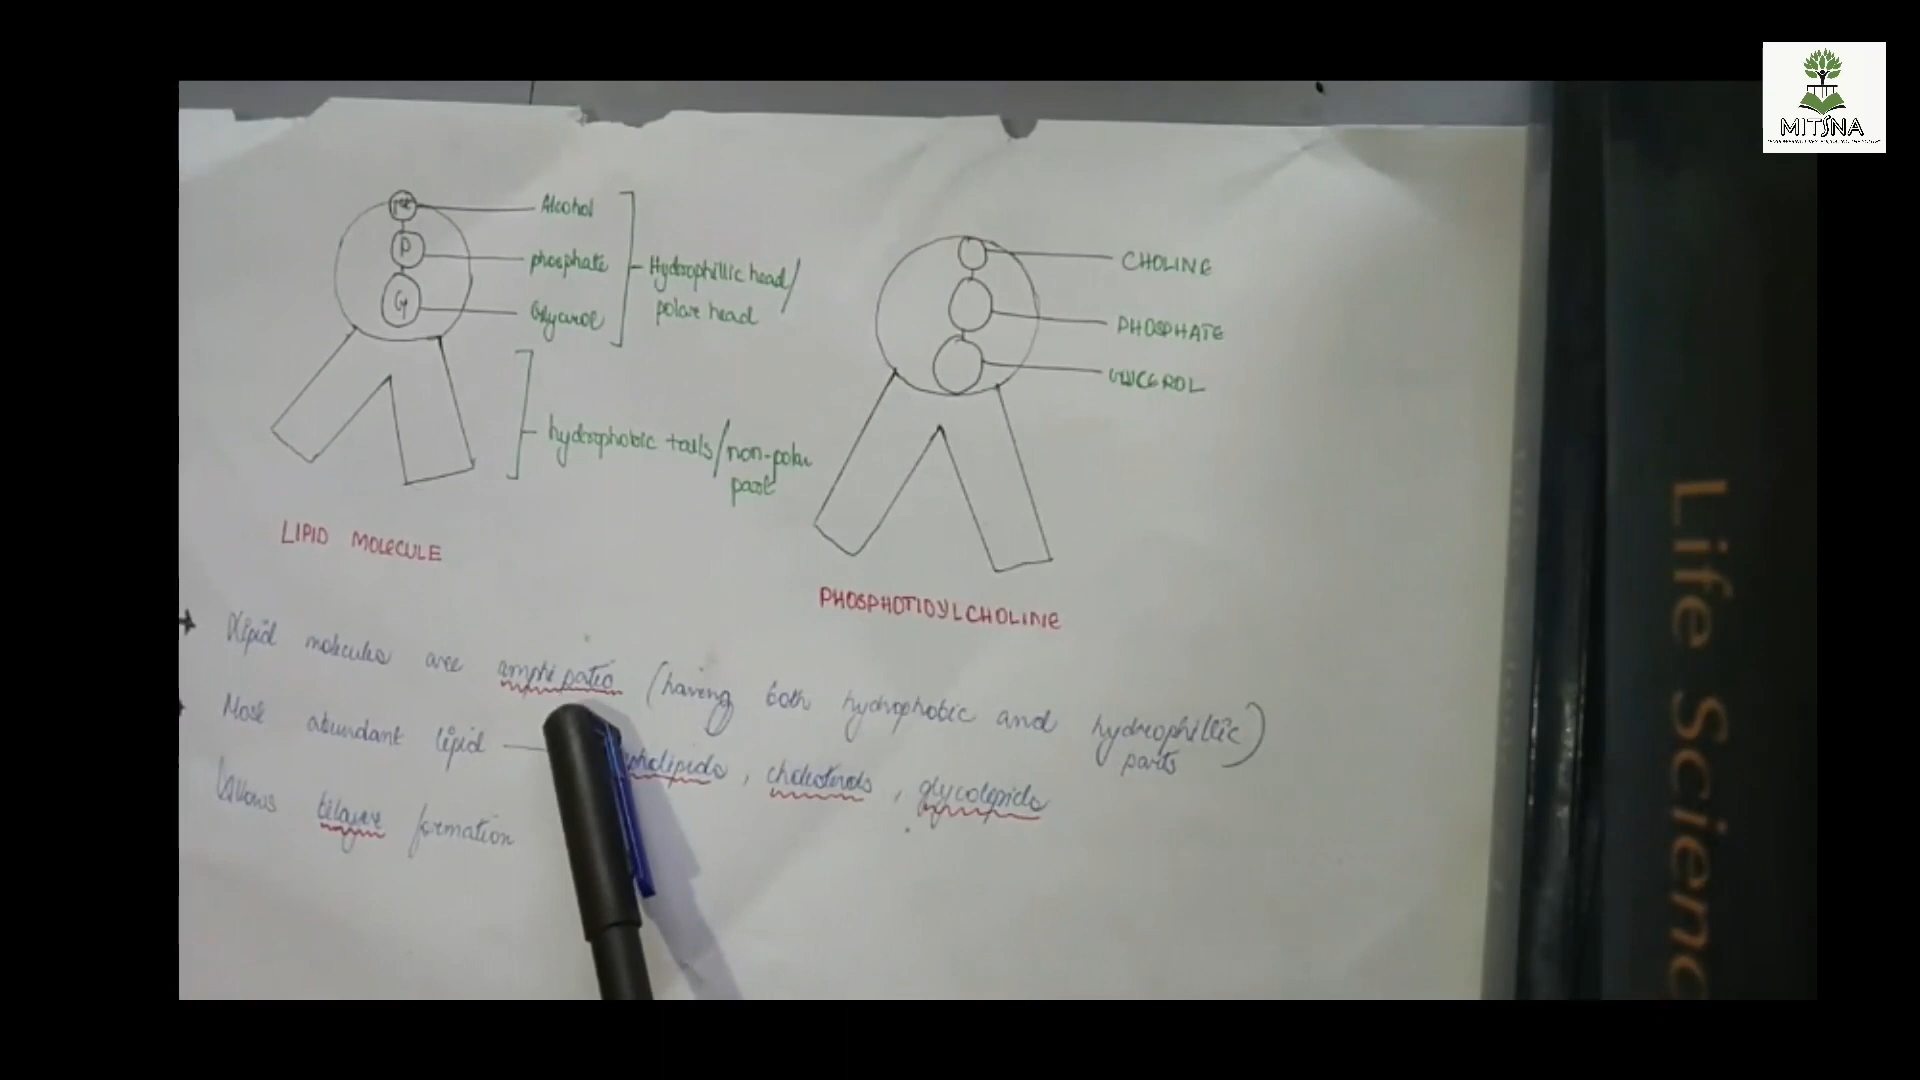 MITSNA
Alcohol
phosphate
P
G
Glycerol
Hydrophillic head/
polar head
hydrophobic tails/non-polar
part
LIPID MOLECULE
CHOLINE
PHOSPHATE
GLYCEROL
PHOSPHOTIDYLCHOLINE
Lipid molecules are amphipatic (having both hydrophobic and hydrophillic)
parts
Most abundant lipid — pholipids, cholesterols, glycolipids
Allows bilayer formation
Life Scienc